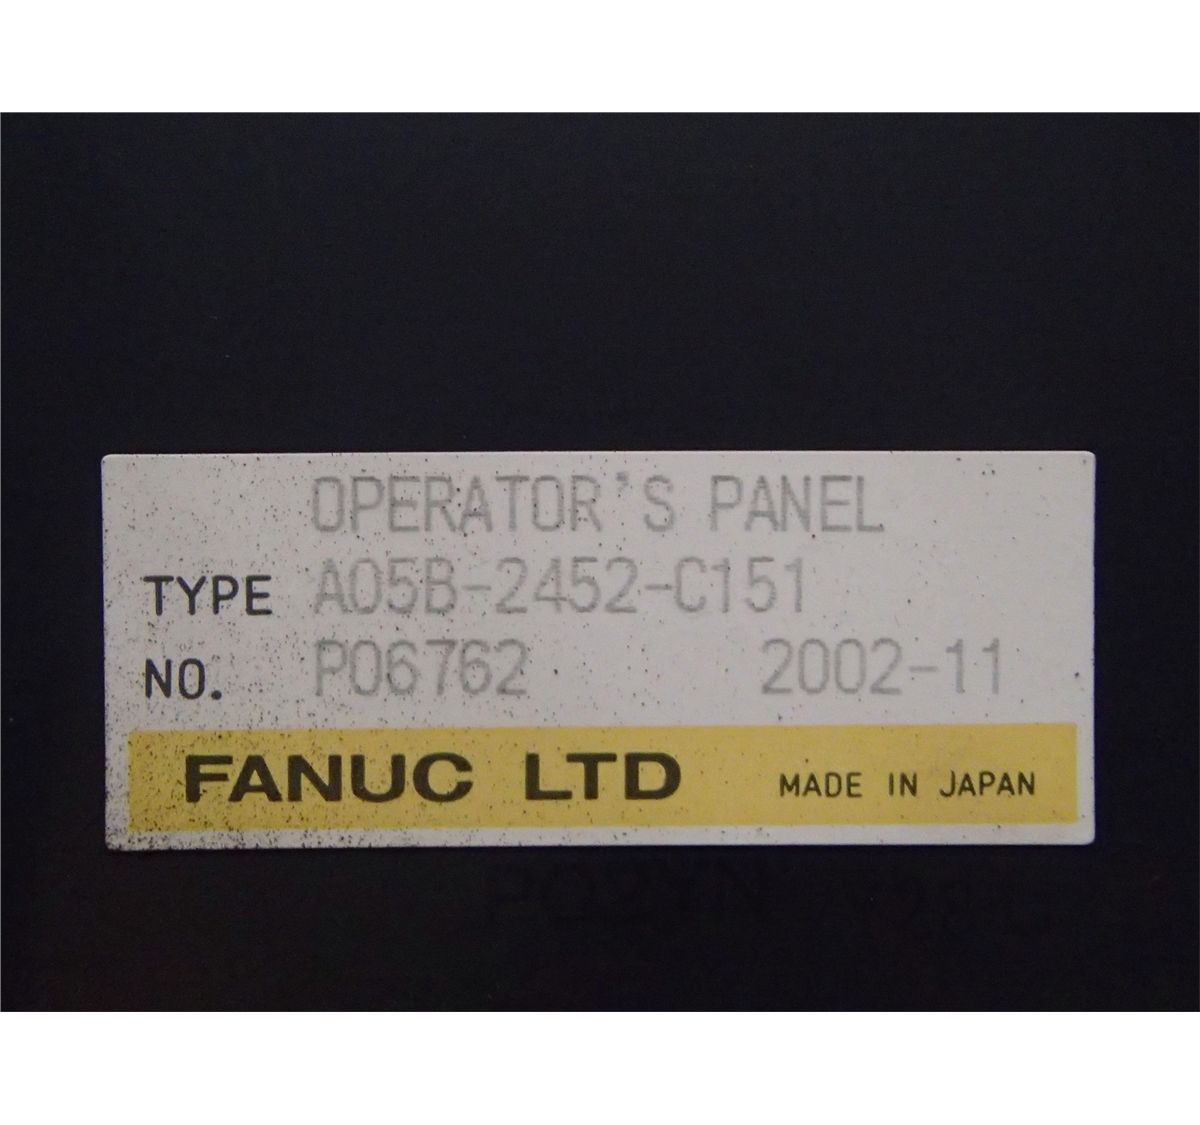 OPERATOR'S PANEL
TYPE A05B-2452-C151
NO. P06762 2002-11
FANUC LTD MADE IN JAPAN